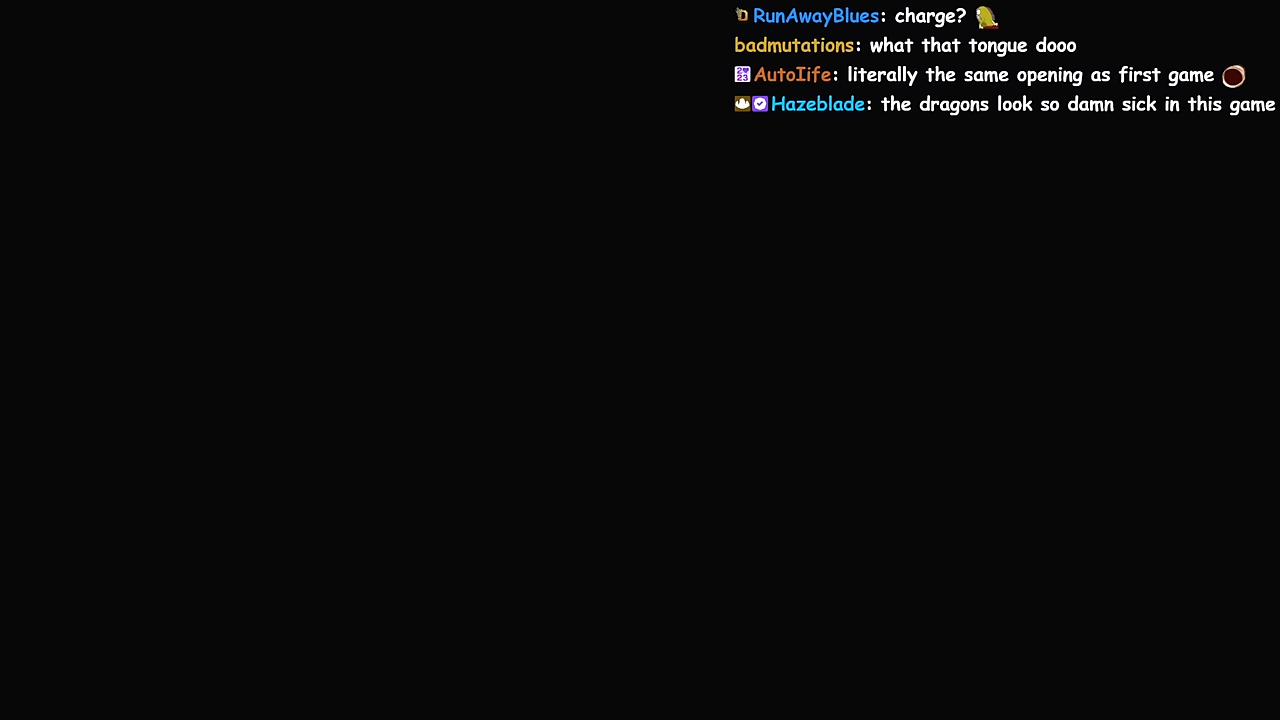 RunAwayBlues: charge?
badmutations: what that tongue dooo
AutoIife: literally the same opening as first game
Hazeblade: the dragons look so damn sick in this game